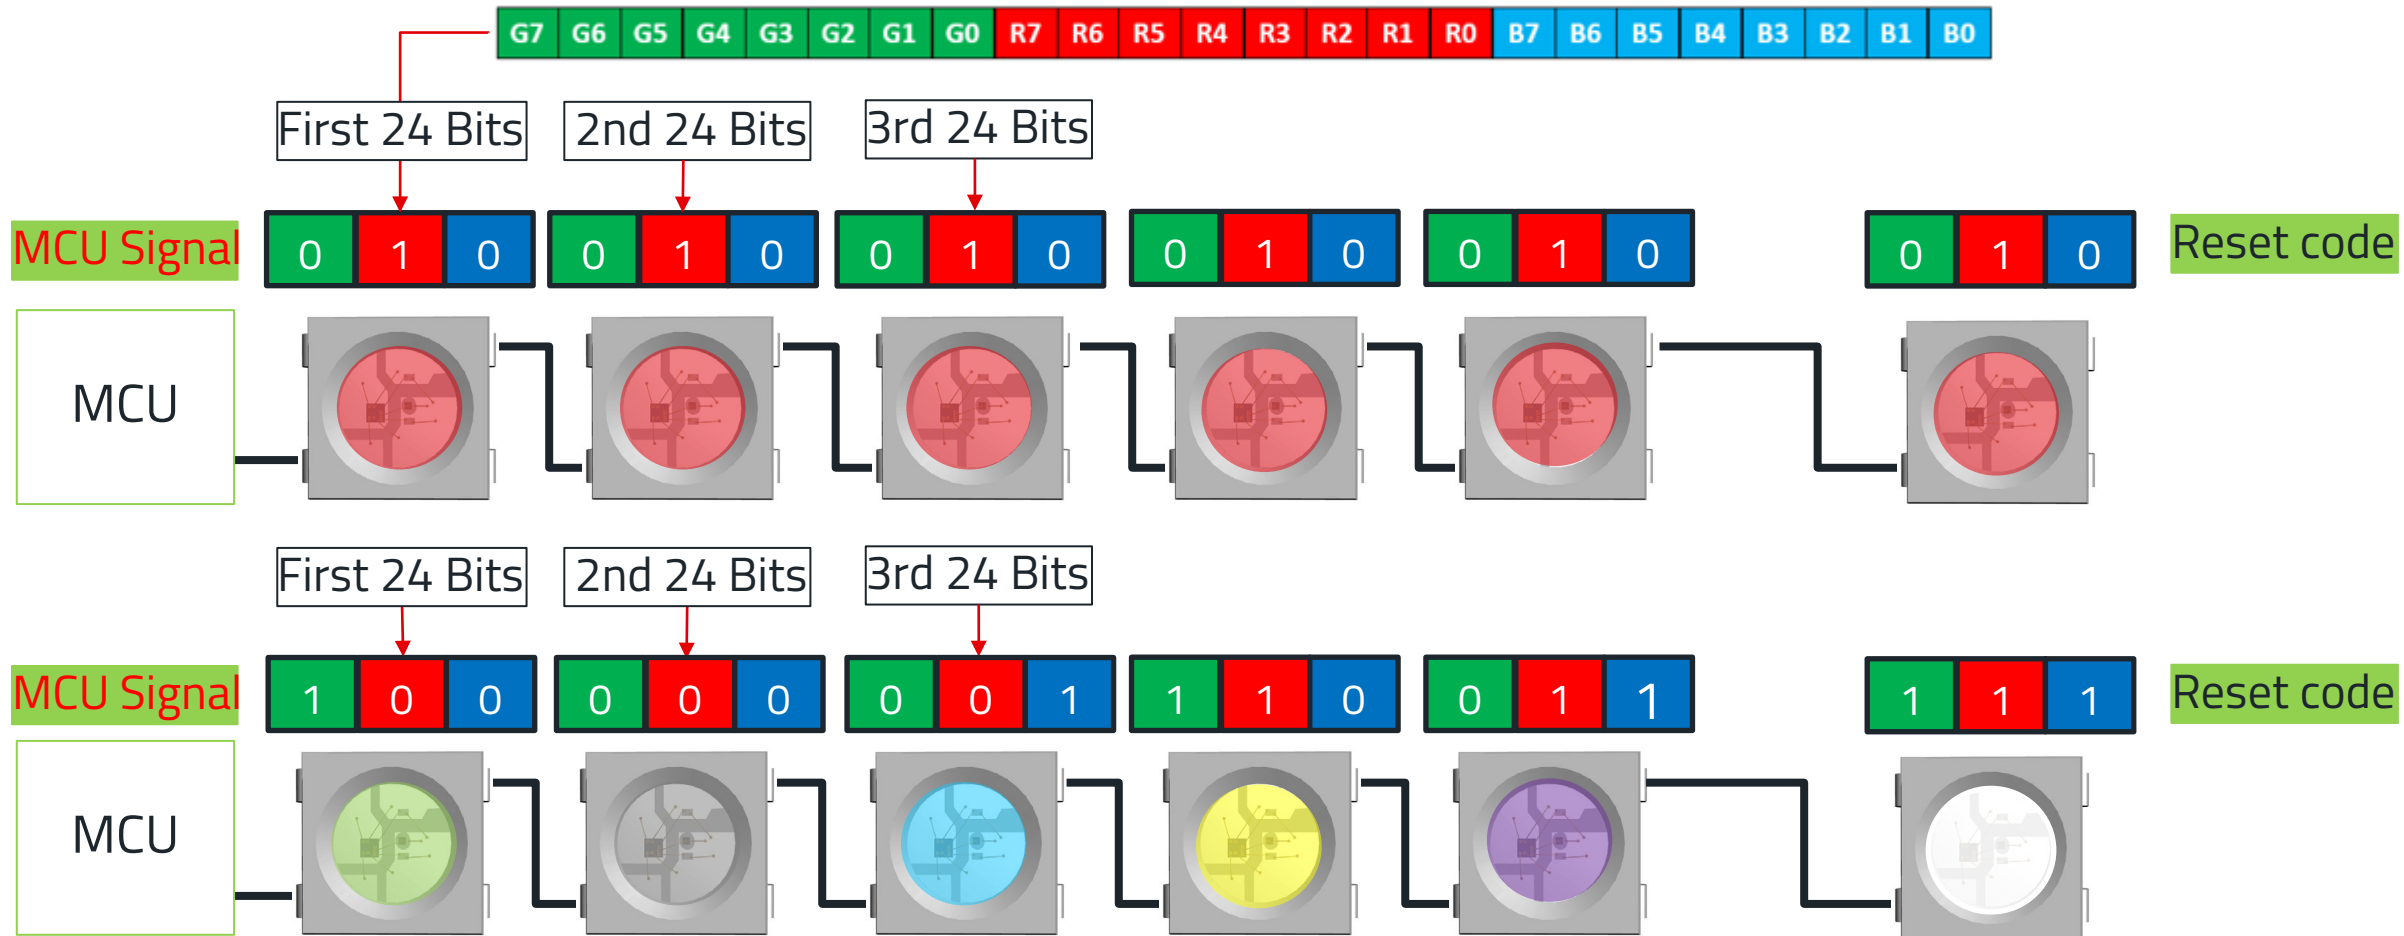 G7 G6 G5 G4 G3 G2 G1 G0 R7 R6 R5 R4 R3 R2 R1 R0 B7 B6 B5 B4 B3 B2 B1 B0
First 24 Bits 2nd 24 Bits 3rd 24 Bits
MCU Signal 0 1 0 0 1 0 0 1 0 0 1 0 0 1 0 0 1 0 Reset code
MCU
First 24 Bits 2nd 24 Bits 3rd 24 Bits
MCU Signal 1 0 0 0 0 0 0 0 1 1 1 0 0 1 1 1 1 1 Reset code
MCU